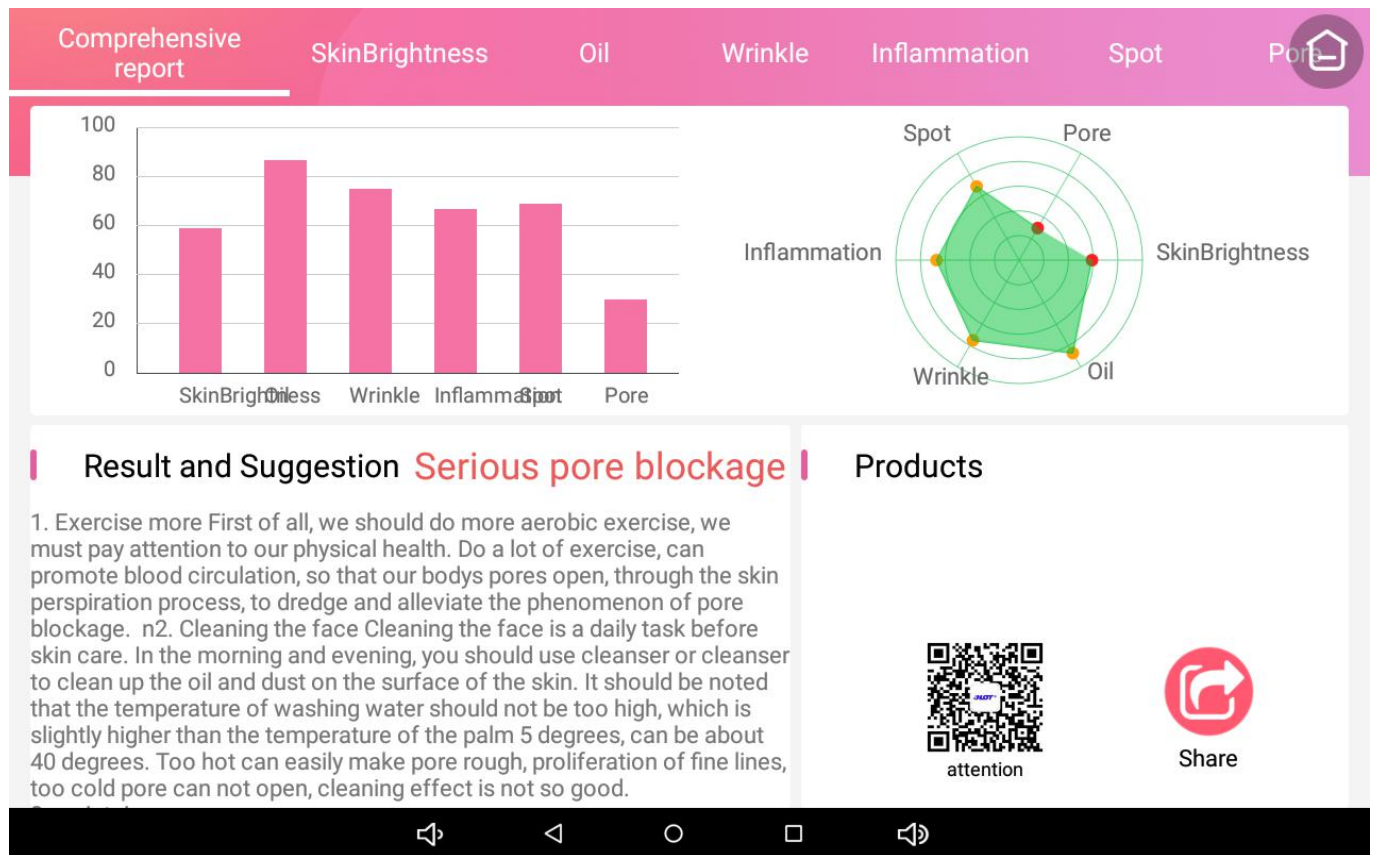 Comprehensive
report
SkinBrightness
Oil
Wrinkle
Inflammation
Spot
Pore
100
80
60
40
20
0
SkinBrightness
Oil
Wrinkle
Inflammation
Spot
Pore
Spot
Pore
Inflammation
SkinBrightness
Wrinkle
Oil
Result and Suggestion Serious pore blockage
1. Exercise more First of all, we should do more aerobic exercise, we
must pay attention to our physical health. Do a lot of exercise, can
promote blood circulation, so that our bodys pores open, through the skin
perspiration process, to dredge and alleviate the phenomenon of pore
blockage.  n2. Cleaning the face Cleaning the face is a daily task before
skin care. In the morning and evening, you should use cleanser or cleanser
to clean up the oil and dust on the surface of the skin. It should be noted
that the temperature of washing water should not be too high, which is
slightly higher than the temperature of the palm 5 degrees, can be about
40 degrees. Too hot can easily make pore rough, proliferation of fine lines,
too cold pore can not open, cleaning effect is not so good.
Products
attention
Share